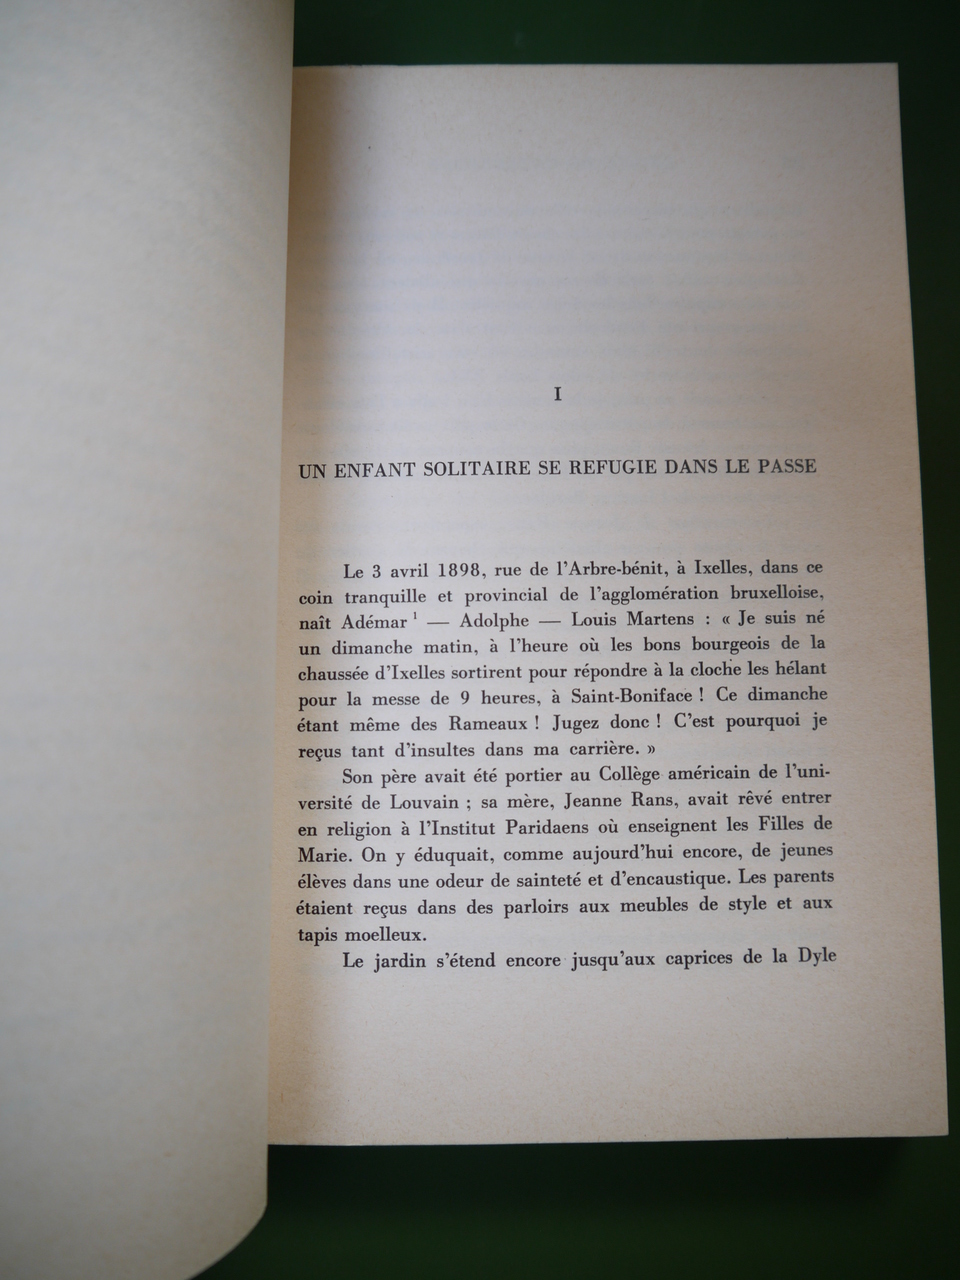 I
UN ENFANT SOLITAIRE SE REFUGIE DANS LE PASSE
Le 3 avril 1898, rue de l'Arbre-bénit, à Ixelles, dans ce
coin tranquille et provincial de l'agglomération bruxelloise,
naît Adémar ¹ — Adolphe — Louis Martens : « Je suis né
un dimanche matin, à l'heure où les bons bourgeois de la
chaussée d'Ixelles sortirent pour répondre à la cloche les hélant
pour la messe de 9 heures, à Saint-Boniface ! Ce dimanche
étant même des Rameaux ! Jugez donc ! C'est pourquoi je
reçus tant d'insultes dans ma carrière. »
Son père avait été portier au Collège américain de l'uni-
versité de Louvain ; sa mère, Jeanne Rans, avait rêvé entrer
en religion à l'Institut Paridaens où enseignent les Filles de
Marie. On y éduquait, comme aujourd'hui encore, de jeunes
élèves dans une odeur de sainteté et d'encaustique. Les parents
étaient reçus dans des parloirs aux meubles de style et aux
tapis moelleux.
Le jardin s'étend encore jusqu'aux caprices de la Dyle